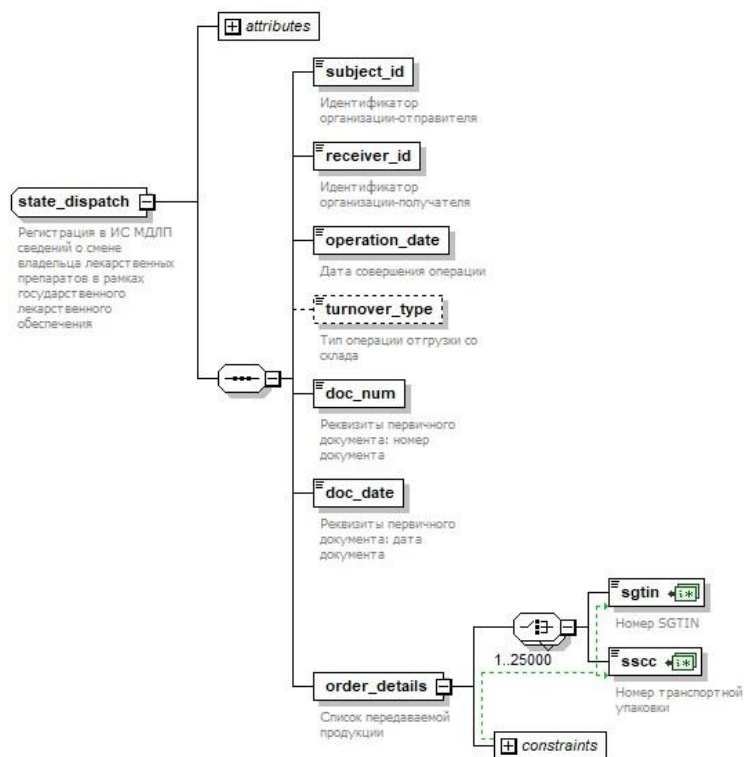 attributes
subject_id
Идентификатор
организации-отправителя
receiver_id
Идентификатор
организации-получателя
state_dispatch
Регистрация в ИС МДЛП
сведений о смене
владельца лекарственных
препаратов в рамках
государственного
лекарственного
обеспечения
operation_date
Дата совершения операции
turnover_type
Тип операции отгрузки со
склада
doc_num
Реквизиты первичного
документа: номер
документа
doc_date
Реквизиты первичного
документа: дата
документа
sgtin
Номер SGTIN
1..25000
sscc
Номер транспортной
упаковки
order_details
Список передаваемой
продукции
constraints